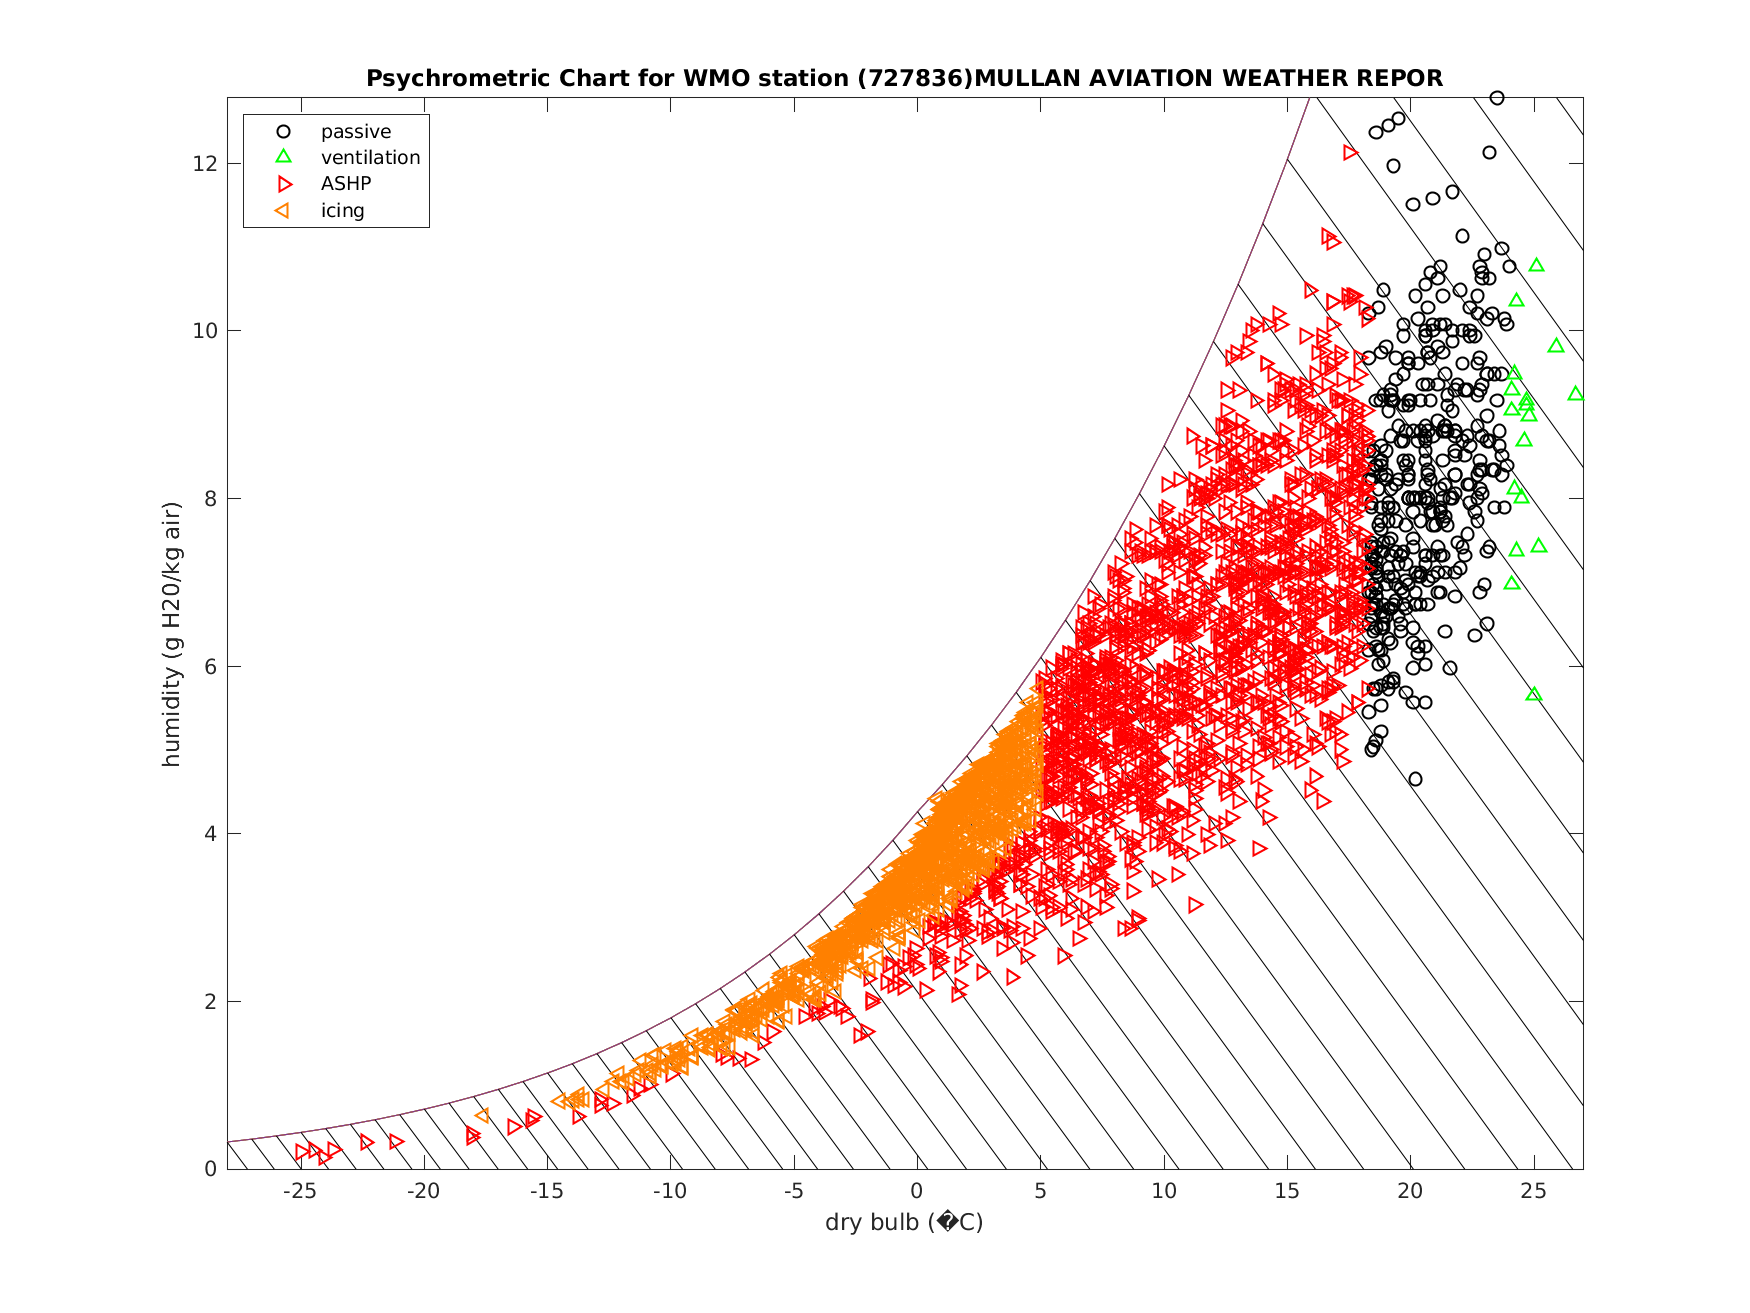 Psychrometric Chart for WMO station (727836)MULLAN AVIATION WEATHER REPOR
passive
ventilation
ASHP
icing
humidity (g H20/kg air)
12
10
8
6
4
2
0
-25 -20 -15 -10 -5 0 5 10 15 20 25
dry bulb (�C)